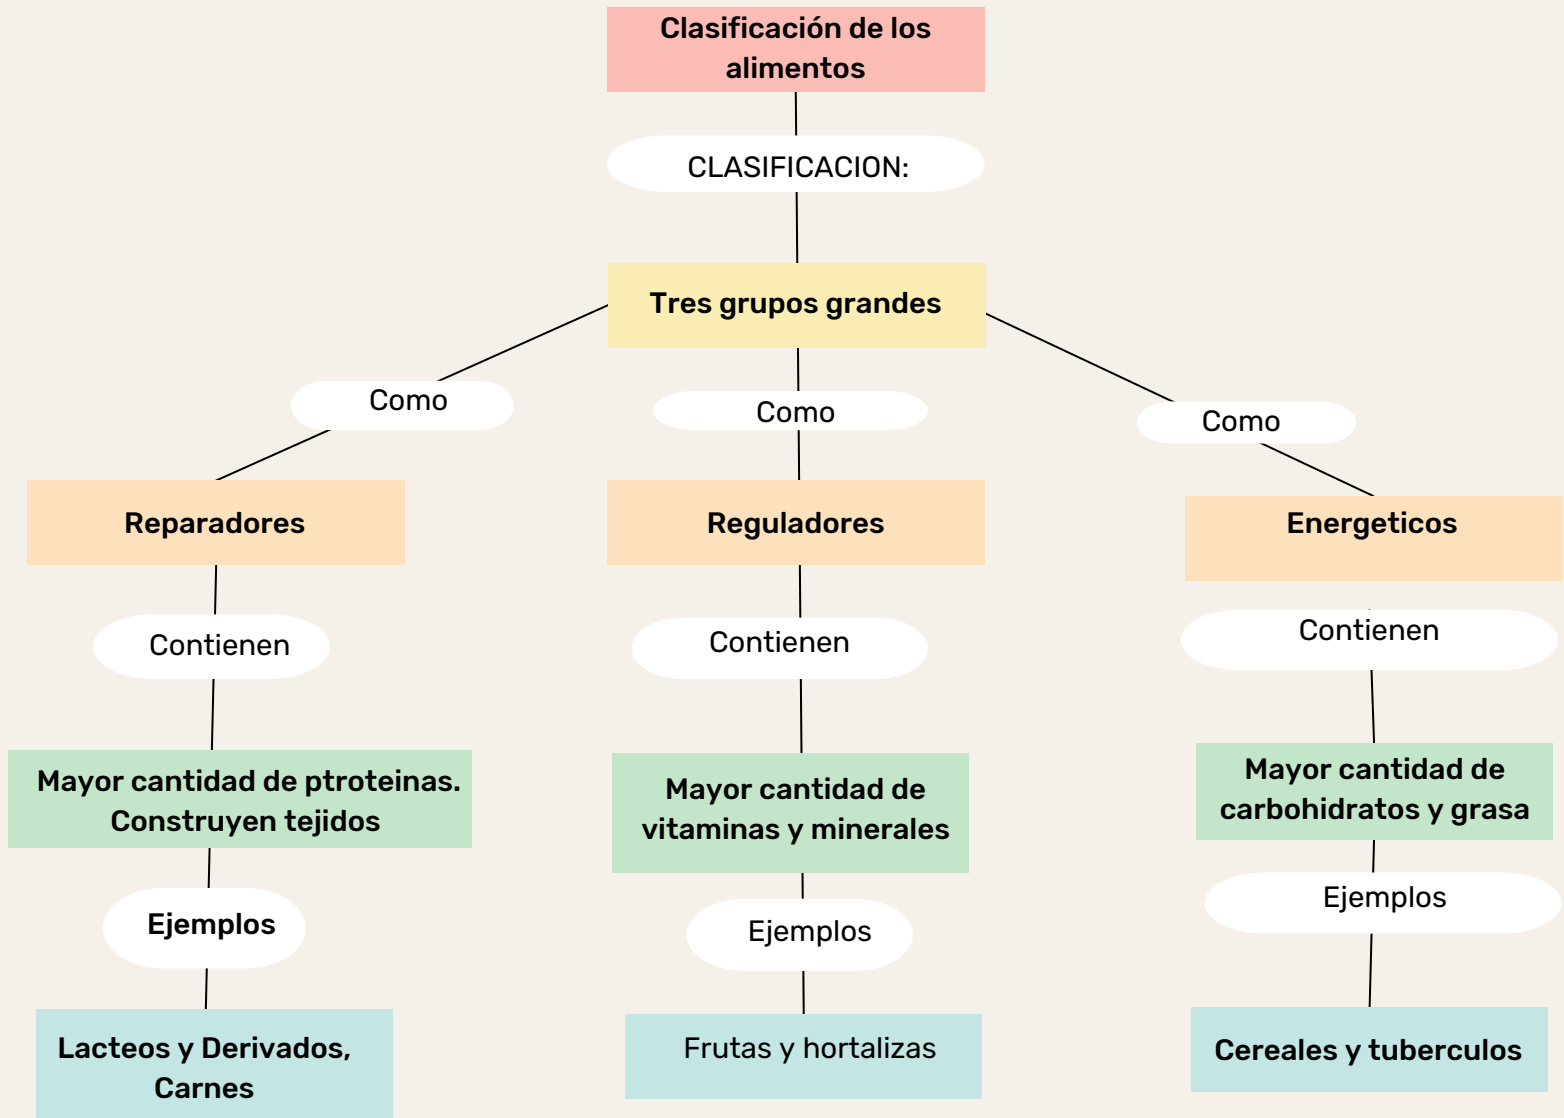 Clasificación de los
alimentos
CLASIFICACION:
Tres grupos grandes
Como
Como
Como
Reparadores
Reguladores
Energeticos
Contienen
Contienen
Contienen
Mayor cantidad de ptroteinas.
Construyen tejidos
Mayor cantidad de
vitaminas y minerales
Mayor cantidad de
carbohidratos y grasa
Ejemplos
Ejemplos
Ejemplos
Lacteos y Derivados,
Carnes
Frutas y hortalizas
Cereales y tuberculos